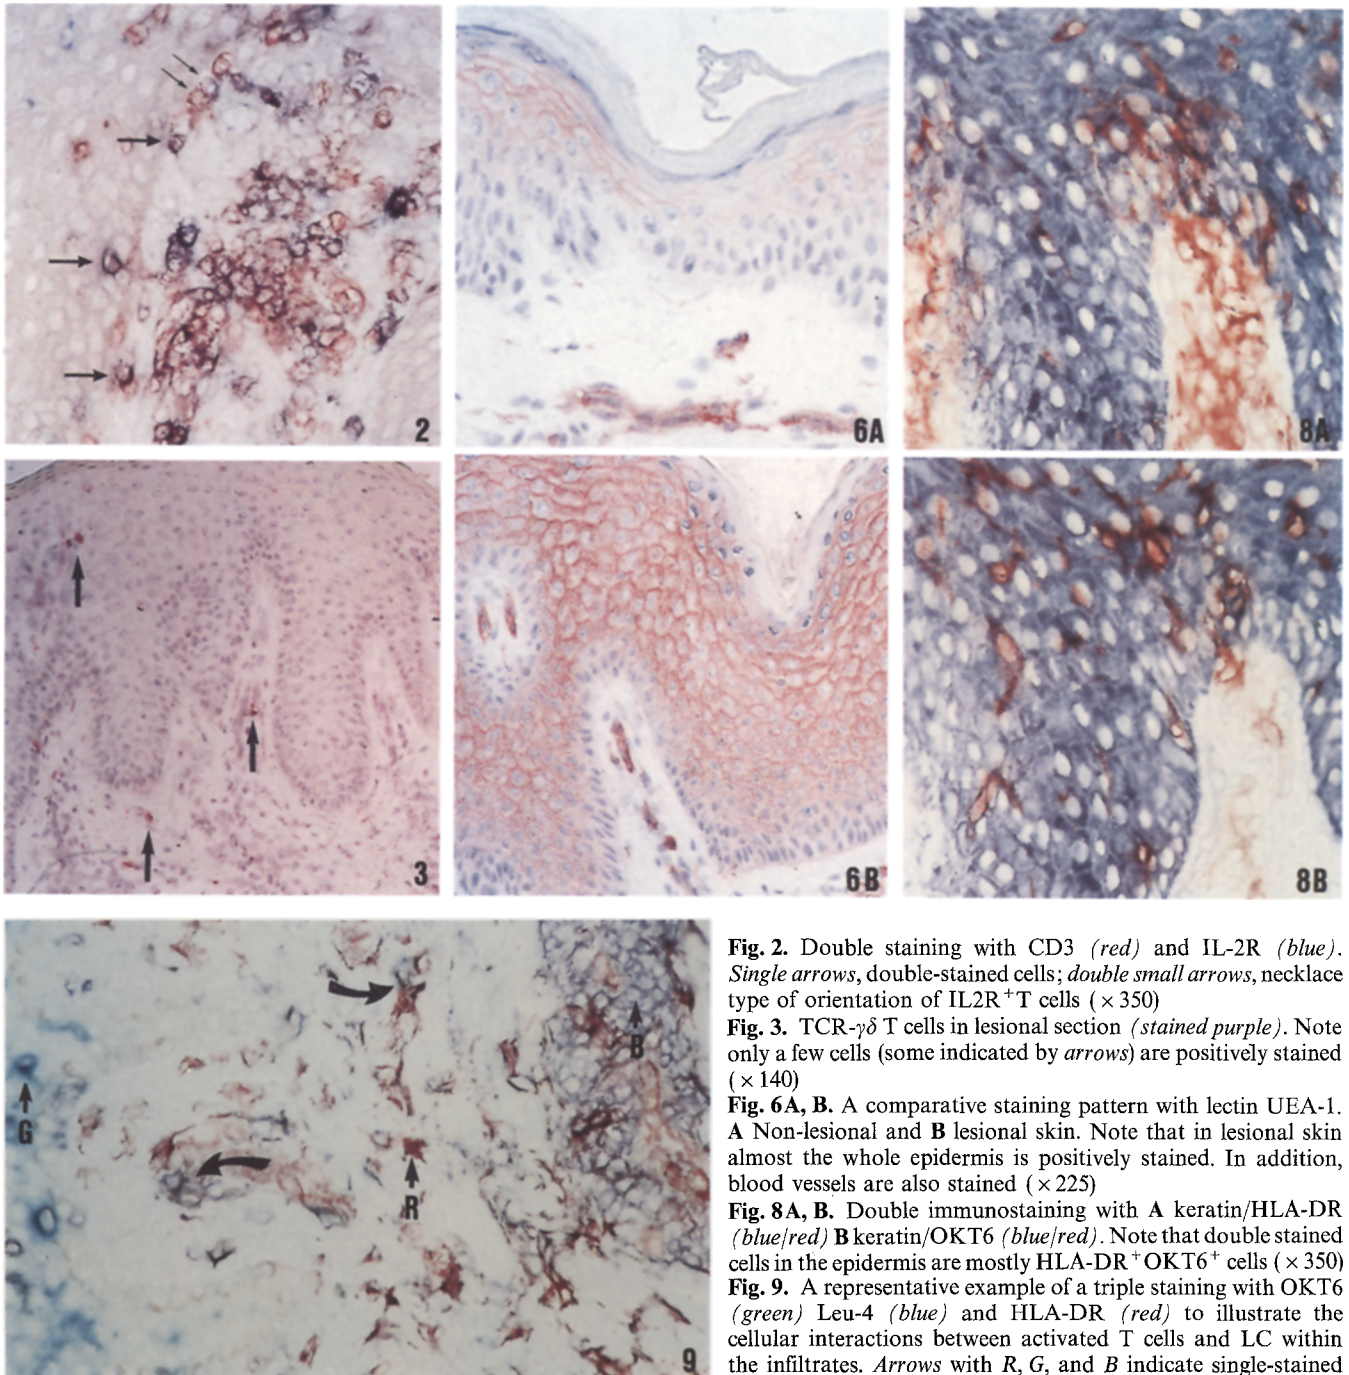 2
6A
8A
3
6B
8B
B
G
R
9
Fig. 2. Double staining with CD3 (red) and IL-2R (blue).
Single arrows, double-stained cells; double small arrows, necklace
type of orientation of IL2R⁺T cells (× 350)
Fig. 3. TCR-γδ T cells in lesional section (stained purple). Note
only a few cells (some indicated by arrows) are positively stained
(× 140)
Fig. 6A, B. A comparative staining pattern with lectin UEA-1.
A Non-lesional and B lesional skin. Note that in lesional skin
almost the whole epidermis is positively stained. In addition,
blood vessels are also stained (× 225)
Fig. 8A, B. Double immunostaining with A keratin/HLA-DR
(blue/red) B keratin/OKT6 (blue/red). Note that double stained
cells in the epidermis are mostly HLA-DR⁺OKT6⁺ cells (× 350)
Fig. 9. A representative example of a triple staining with OKT6
(green) Leu-4 (blue) and HLA-DR (red) to illustrate the
cellular interactions between activated T cells and LC within
the infiltrates. Arrows with R, G, and B indicate single-stained